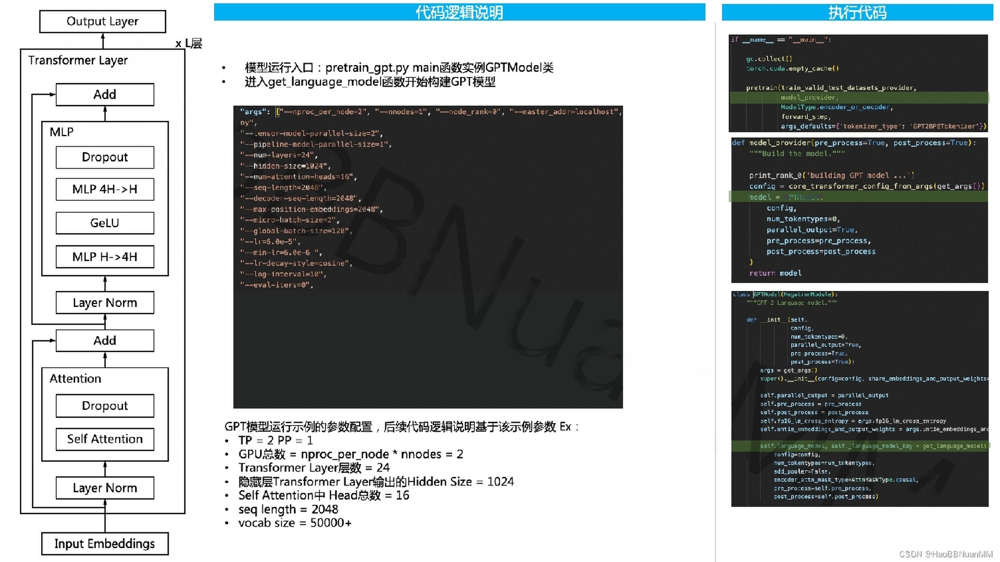 Output Layer
x L层
Transformer Layer
Add
MLP
Dropout
MLP 4H->H
GeLU
MLP H->4H
Layer Norm
Add
Attention
Dropout
Self Attention
Layer Norm
Input Embeddings
代码逻辑说明
• 模型运行入口：pretrain_gpt.py main函数实例GPTModel类
• 进入get_language_model函数开始构建GPT模型
"args": ["--nproc_per_node=2", "--nnodes=1", "--node_rank=0", "--master_addr=localhost",
py",
"--tensor-model-parallel-size=2",
"--pipeline-model-parallel-size=1",
"--num-layers=24",
"--hidden-size=1024",
"--num-attention-heads=16",
"--seq-length=2048",
"--decoder-seq-length=2048",
"--max-position-embeddings=2048",
"--micro-batch-size=2",
"--global-batch-size=128",
"--lr=6.0e-5",
"--min-lr=6.0e-6 ",
"--lr-decay-style=cosine",
"--log-interval=10",
"--eval-iters=0",
GPT模型运行示例的参数配置，后续代码逻辑说明基于该示例参数 Ex：
• TP = 2 PP = 1
• GPU总数 = nproc_per_node * nnodes = 2
• Transformer Layer层数 = 24
• 隐藏层Transformer Layer输出的Hidden Size = 1024
• Self Attention中 Head总数 = 16
• seq length = 2048
• vocab size = 50000+
执行代码
if __name__ == "__main__":
gc.collect()
torch.cuda.empty_cache()
pretrain(train_valid_test_datasets_provider,
model_provider,
ModelType.encoder_or_decoder,
forward_step,
args_defaults={'tokenizer_type': 'GPT2BPETokenizer'})
def model_provider(pre_process=True, post_process=True):
"""Build the model."""
print_rank_0('building GPT model ...')
config = core_transformer_config_from_args(get_args())
model = GPTModel(
config,
num_tokentypes=0,
parallel_output=True,
pre_process=pre_process,
post_process=post_process
)
return model
class GPTModel(MegatronModule):
"""GPT-2 Language model."""
def __init__(self,
config,
num_tokentypes=0,
parallel_output=True,
pre_process=True,
post_process=True):
args = get_args()
super().__init__(config=config, share_embeddings_and_output_weights=
self.parallel_output = parallel_output
self.pre_process = pre_process
self.post_process = post_process
self.fp16_lm_cross_entropy = args.fp16_lm_cross_entropy
self.untie_embeddings_and_output_weights = args.untie_embeddings_and
self.language_model, self._language_model_key = get_language_model(
config=config,
num_tokentypes=num_tokentypes,
add_pooler=False,
encoder_attn_mask_type=AttnMaskType.causal,
pre_process=self.pre_process,
post_process=self.post_process)
CSDN @HaoBBNuanMM